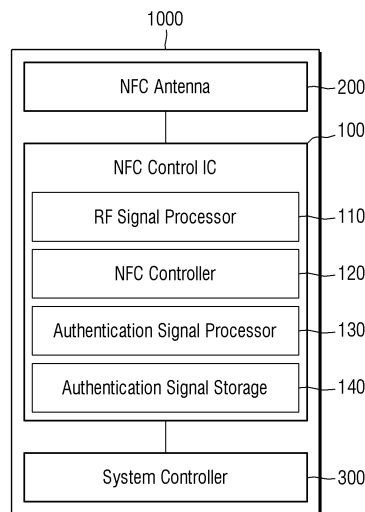 1000
NFC Antenna
200
100
NFC Control IC
RF Signal Processor
110
NFC Controller
120
Authentication Signal Processor
130
Authentication Signal Storage
140
System Controller
300